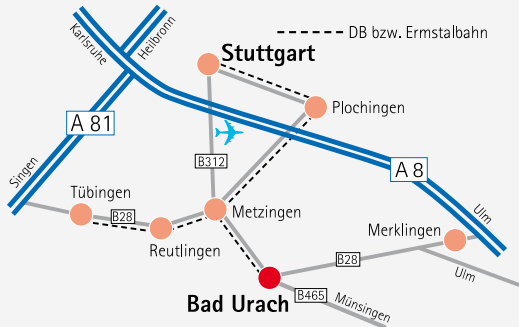 Karlsruhe
Heilbronn
DB bzw. Ermstalbahn
Stuttgart
Plochingen
A 81
B312
A 8
Singen
Tübingen
B28
Metzingen
Reutlingen
Merklingen
Ulm
B28
Ulm
Bad Urach
B465
Münsingen